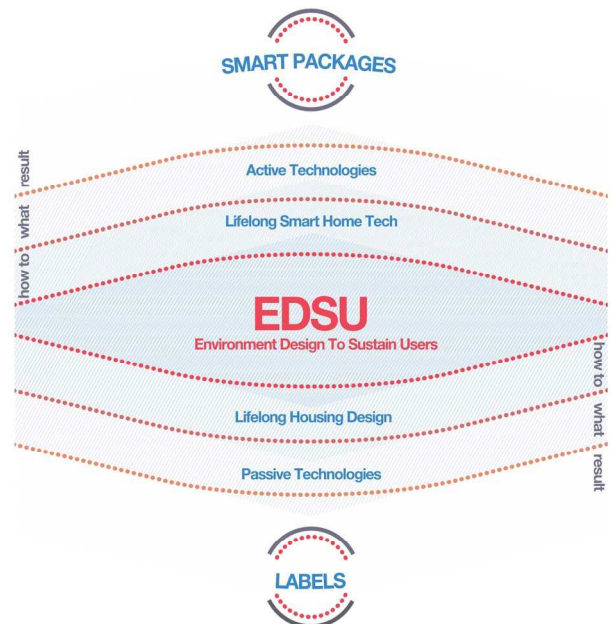 SMART PACKAGES
result
what
how to
Active Technologies
Lifelong Smart Home Tech
EDSU
Environment Design To Sustain Users
Lifelong Housing Design
Passive Technologies
how to
what
result
LABELS